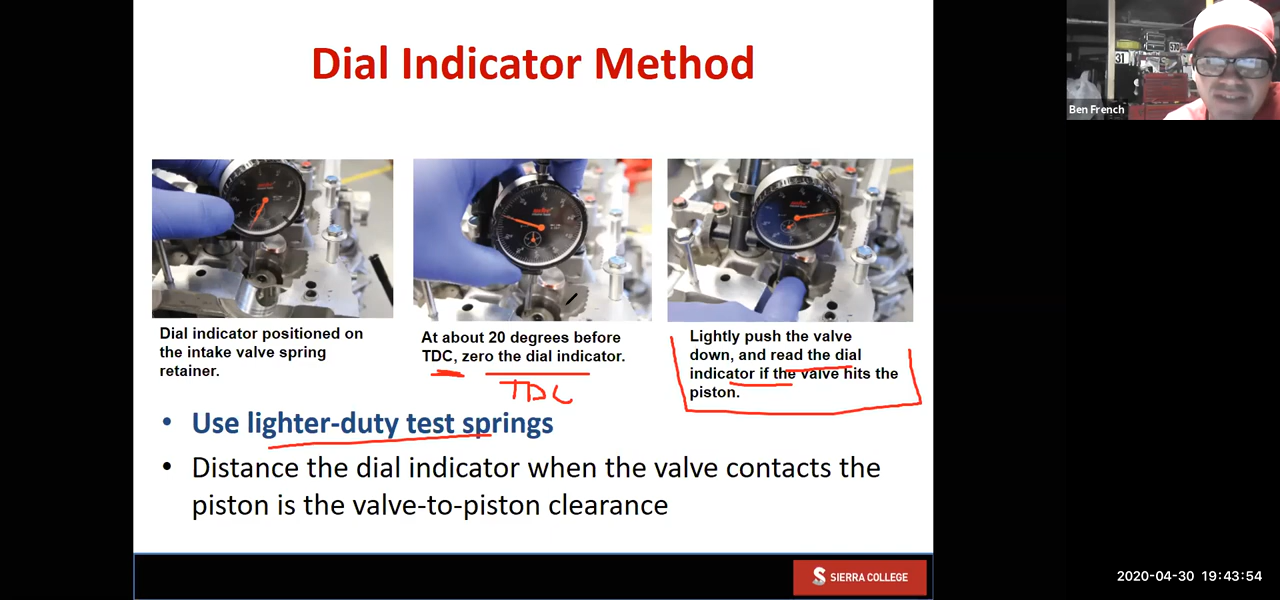 Dial Indicator Method
Ben French
Dial indicator positioned on
the intake valve spring
retainer.
At about 20 degrees before
TDC, zero the dial indicator.
TDC
Lightly push the valve
down, and read the dial
indicator if the valve hits the
piston.
• Use lighter-duty test springs
• Distance the dial indicator when the valve contacts the
piston is the valve-to-piston clearance
S SIERRA COLLEGE
2020-04-30 19:43:54